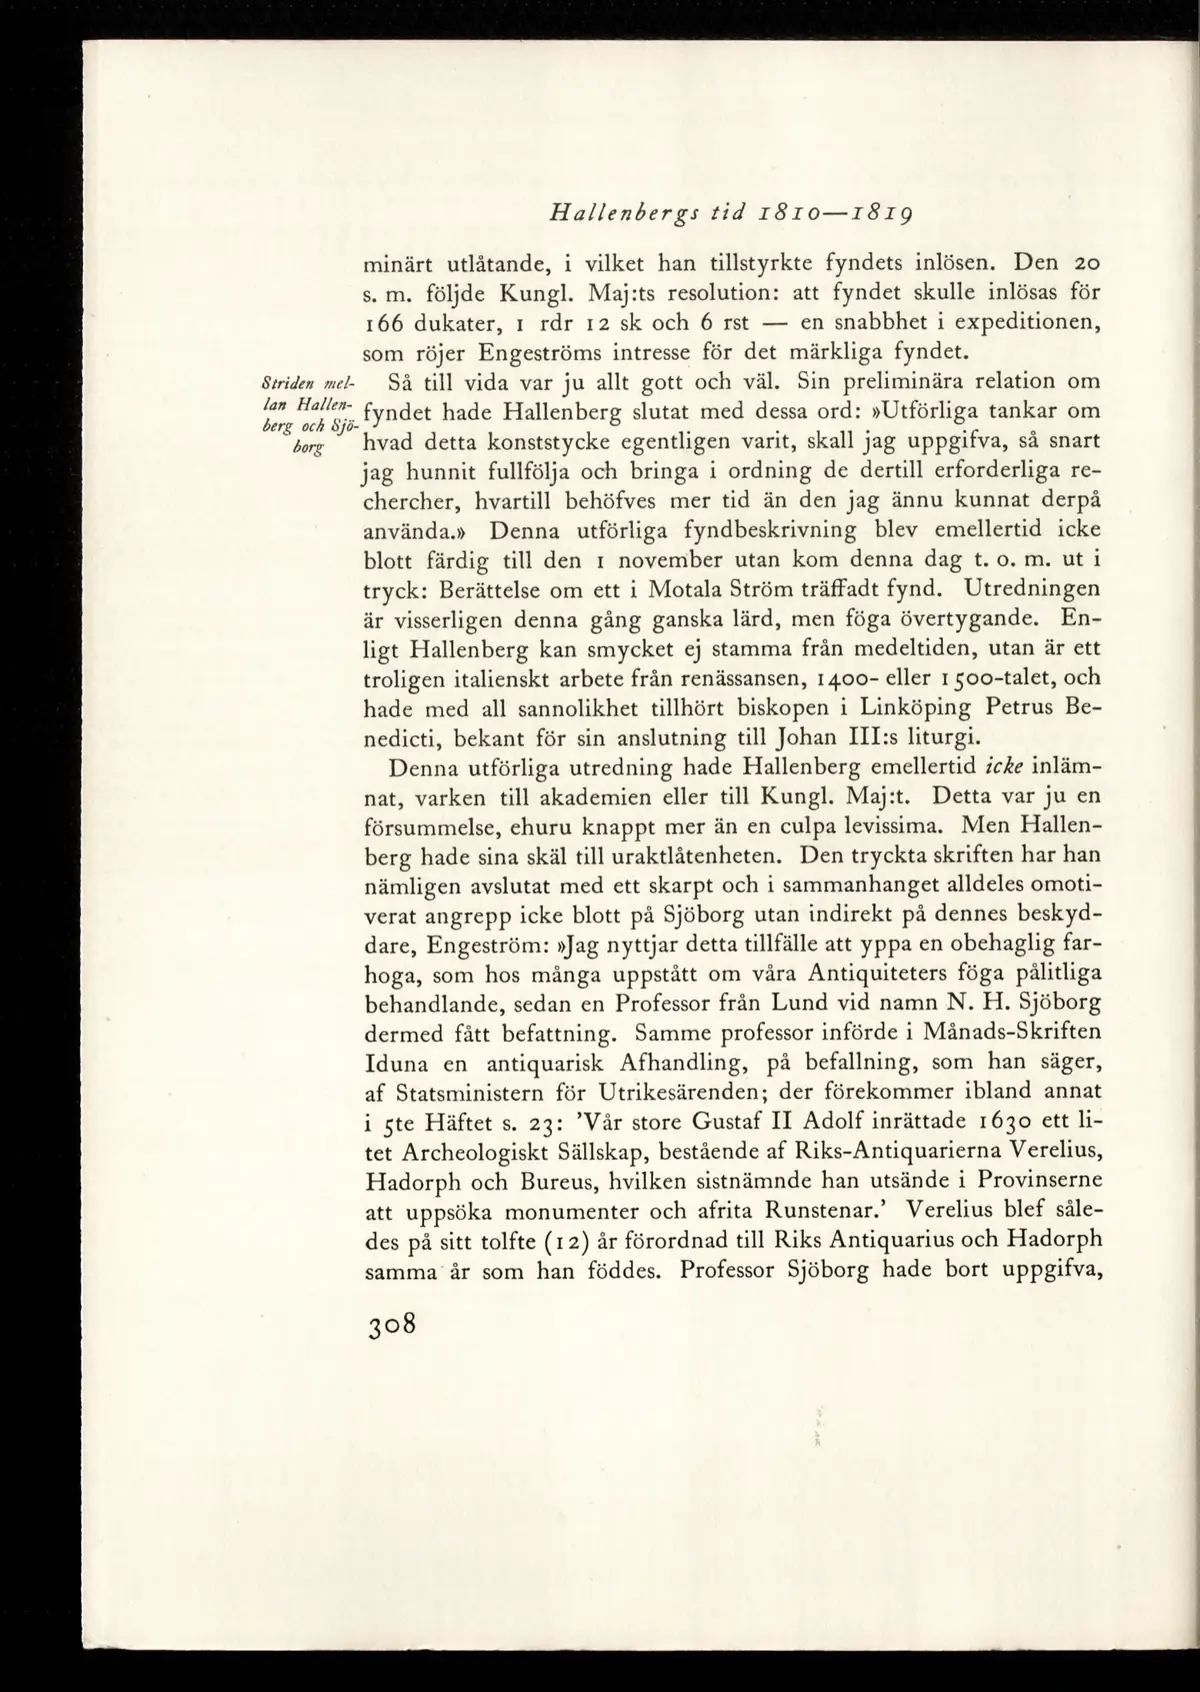 Hallenbergs tid 1810—1819
minärt utlåtande, i vilket han tillstyrkte fyndets inlösen. Den 20
s. m. följde Kungl. Maj:ts resolution: att fyndet skulle inlösas för
166 dukater, 1 rdr 12 sk och 6 rst — en snabbhet i expeditionen,
som röjer Engeströms intresse för det märkliga fyndet.
Striden mel-
lan Hallen-
berg och Sjö-
borg
Så till vida var ju allt gott och väl. Sin preliminära relation om
fyndet hade Hallenberg slutat med dessa ord: »Utförliga tankar om
hvad detta konststycke egentligen varit, skall jag uppgifva, så snart
jag hunnit fullfölja och bringa i ordning de dertill erforderliga re-
chercher, hvartill behöfves mer tid än den jag ännu kunnat derpå
använda.» Denna utförliga fyndbeskrivning blev emellertid icke
blott färdig till den 1 november utan kom denna dag t. o. m. ut i
tryck: Berättelse om ett i Motala Ström träffadt fynd. Utredningen
är visserligen denna gång ganska lärd, men föga övertygande. En-
ligt Hallenberg kan smycket ej stamma från medeltiden, utan är ett
troligen italienskt arbete från renässansen, 1400- eller 1500-talet, och
hade med all sannolikhet tillhört biskopen i Linköping Petrus Be-
nedicti, bekant för sin anslutning till Johan III:s liturgi.
Denna utförliga utredning hade Hallenberg emellertid icke inläm-
nat, varken till akademien eller till Kungl. Maj:t. Detta var ju en
försummelse, ehuru knappt mer än en culpa levissima. Men Hallen-
berg hade sina skäl till uraktlåtenheten. Den tryckta skriften har han
nämligen avslutat med ett skarpt och i sammanhanget alldeles omoti-
verat angrepp icke blott på Sjöborg utan indirekt på dennes beskyd-
dare, Engeström: »Jag nyttjar detta tillfälle att yppa en obehaglig far-
hoga, som hos många uppstått om våra Antiquiteters föga pålitliga
behandlande, sedan en Professor från Lund vid namn N. H. Sjöborg
dermed fått befattning. Samme professor införde i Månads-Skriften
Iduna en antiquarisk Afhandling, på befallning, som han säger,
af Statsministern för Utrikesärenden; der förekommer ibland annat
i 5te Häftet s. 23: ’Vår store Gustaf II Adolf inrättade 1630 ett li-
tet Archeologiskt Sällskap, bestående af Riks-Antiquarierna Verelius,
Hadorph och Bureus, hvilken sistnämnde han utsände i Provinserne
att uppsöka monumenter och afrita Runstenar.’ Verelius blef såle-
des på sitt tolfte (12) år förordnad till Riks Antiquarius och Hadorph
samma år som han föddes. Professor Sjöborg hade bort uppgifva,
308